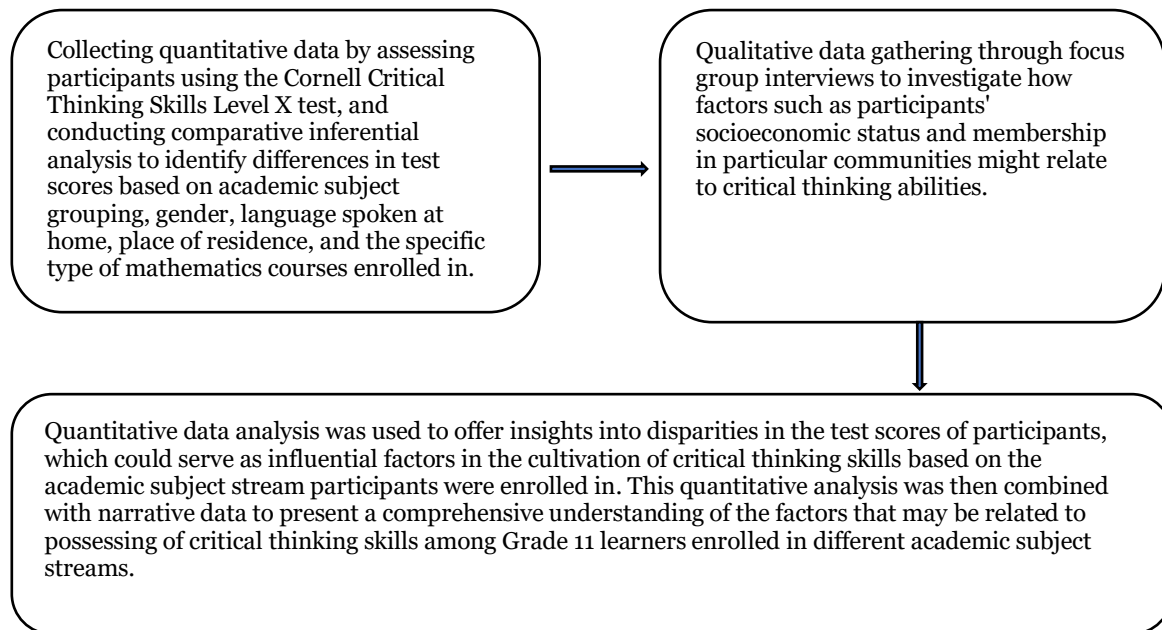 Collecting quantitative data by assessing
participants using the Cornell Critical
Thinking Skills Level X test, and
conducting comparative inferential
analysis to identify differences in test
scores based on academic subject
grouping, gender, language spoken at
home, place of residence, and the specific
type of mathematics courses enrolled in.
Qualitative data gathering through focus
group interviews to investigate how
factors such as participants'
socioeconomic status and membership
in particular communities might relate
to critical thinking abilities.
Quantitative data analysis was used to offer insights into disparities in the test scores of participants,
which could serve as influential factors in the cultivation of critical thinking skills based on the
academic subject stream participants were enrolled in. This quantitative analysis was then combined
with narrative data to present a comprehensive understanding of the factors that may be related to
possessing of critical thinking skills among Grade 11 learners enrolled in different academic subject
streams.